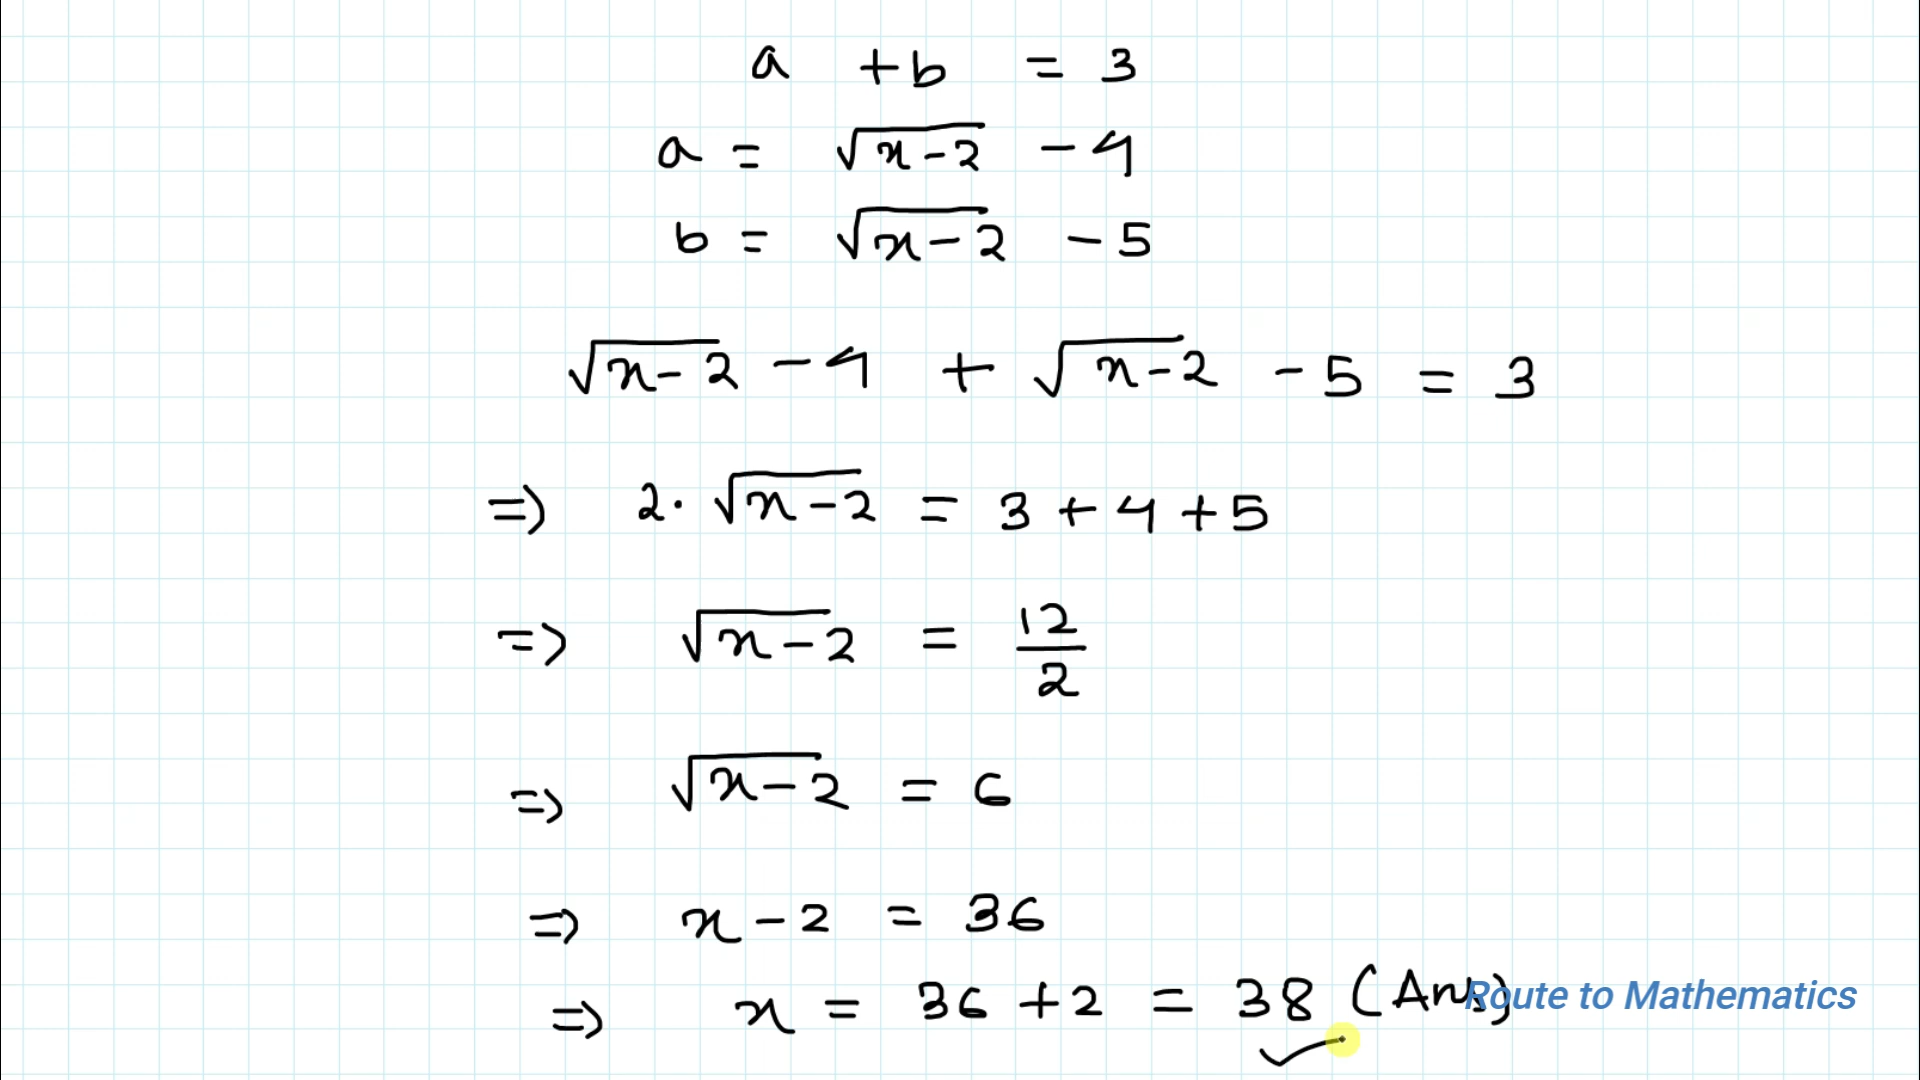 a + b = 3
a = √x-2 - 4
b = √x-2 - 5
√x-2 - 4 + √x-2 - 5 = 3
=> 2. √x-2 = 3 + 4 + 5
=> √x-2 = 12/2
=> √x-2 = 6
=> x - 2 = 36
=> x = 36 + 2 = 38 (Ans)
Route to Mathematics